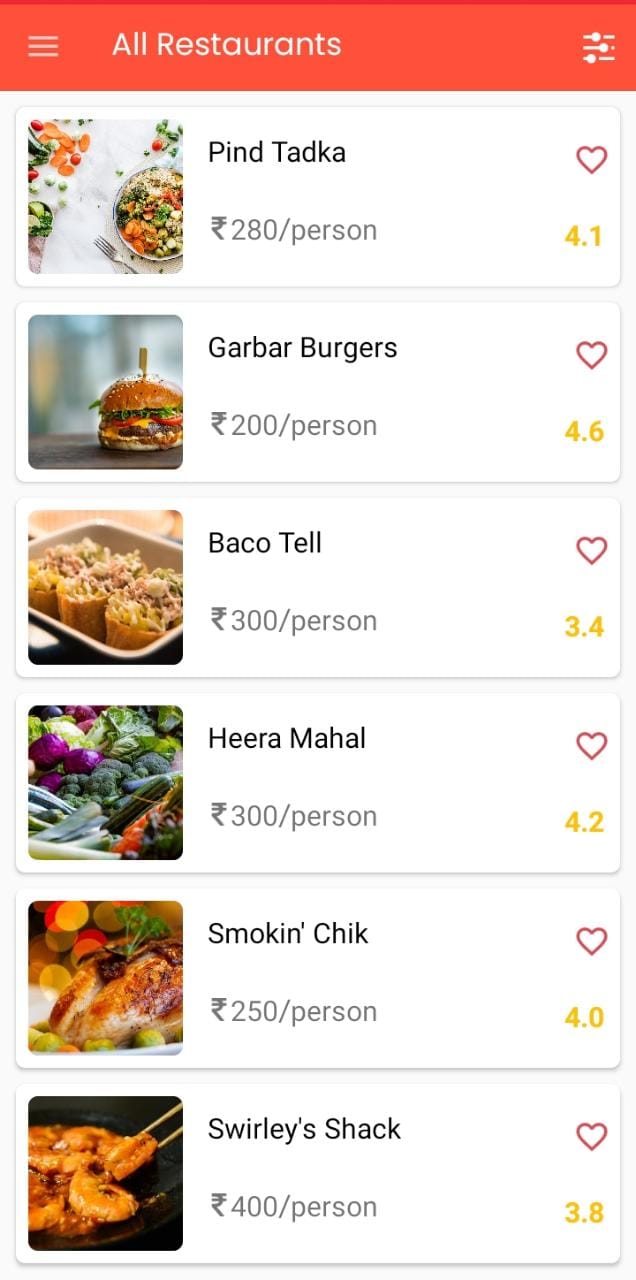 All Restaurants
Pind Tadka
₹280/person
4.1
Garbar Burgers
₹200/person
4.6
Baco Tell
₹300/person
3.4
Heera Mahal
₹300/person
4.2
Smokin' Chik
₹250/person
4.0
Swirley's Shack
₹400/person
3.8